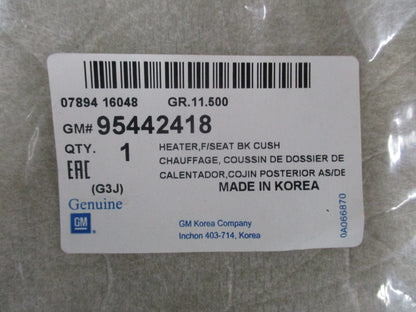 07894 16048 GR.11.500
GM# 95442418
QTY. 1 HEATER,F/SEAT BK CUSH
CHAUFFAGE, COUSSIN DE DOSSIER DE
EAC CALENTADOR,COJIN POSTERIOR AS/DE
(G3J) MADE IN KOREA
Genuine
GM
GM Korea Company
Inchon 403-714, Korea
0A066870